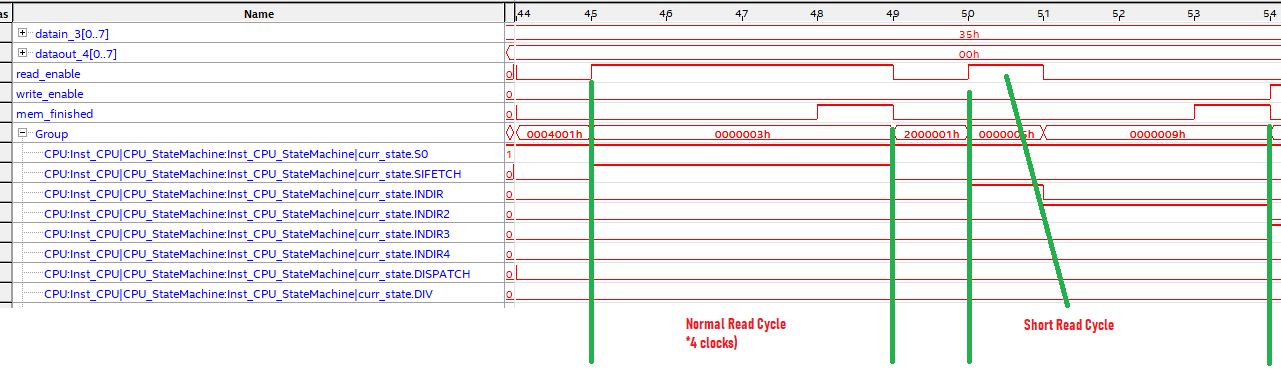 as Name 44 45 46 47 48 49 50 51 52 53 54
datain_3[0..7] 35h
dataout_4[0..7] 00h
read_enable 0
write_enable 0
mem_finished 0
Group 0004001h 0000003h 2000001h 0000009h
CPU:Inst_CPU|CPU_StateMachine:Inst_CPU_StateMachine|curr_state.S0 1
CPU:Inst_CPU|CPU_StateMachine:Inst_CPU_StateMachine|curr_state.SIFETCH 0
CPU:Inst_CPU|CPU_StateMachine:Inst_CPU_StateMachine|curr_state.INDIR 0
CPU:Inst_CPU|CPU_StateMachine:Inst_CPU_StateMachine|curr_state.INDIR2 0
CPU:Inst_CPU|CPU_StateMachine:Inst_CPU_StateMachine|curr_state.INDIR3 0
CPU:Inst_CPU|CPU_StateMachine:Inst_CPU_StateMachine|curr_state.INDIR4 0
CPU:Inst_CPU|CPU_StateMachine:Inst_CPU_StateMachine|curr_state.DISPATCH 0
CPU:Inst_CPU|CPU_StateMachine:Inst_CPU_StateMachine|curr_state.DIV 0
Normal Read Cycle
*4 clocks)
Short Read Cycle